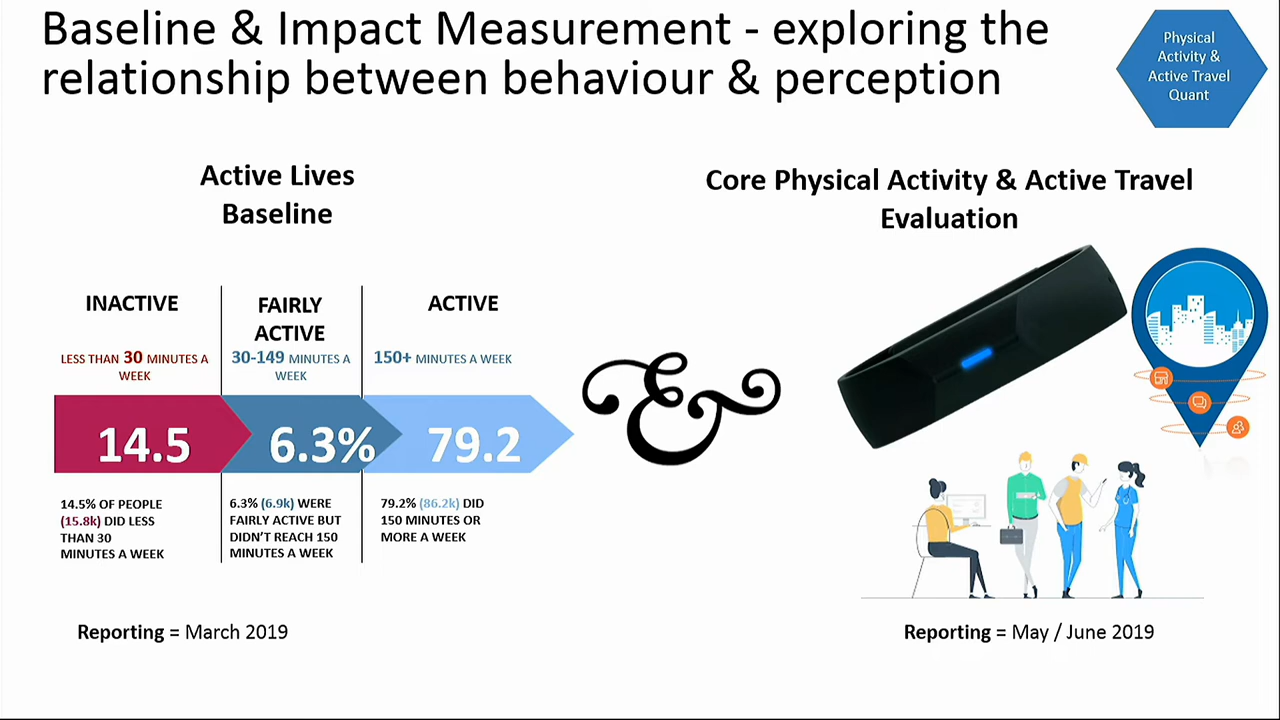 Baseline & Impact Measurement - exploring the
relationship between behaviour & perception
Physical
Activity &
Active Travel
Quant
Active Lives
Baseline
INACTIVE
LESS THAN 30 MINUTES A
WEEK
14.5
14.5% OF PEOPLE
(15.8k) DID LESS
THAN 30
MINUTES A WEEK
FAIRLY
ACTIVE
30-149 MINUTES A
WEEK
6.3%
6.3% (6.9k) WERE
FAIRLY ACTIVE BUT
DIDN'T REACH 150
MINUTES A WEEK
ACTIVE
150+ MINUTES A WEEK
79.2
79.2% (86.2k) DID
150 MINUTES OR
MORE A WEEK
Reporting = March 2019
&
Core Physical Activity & Active Travel
Evaluation
Reporting = May / June 2019